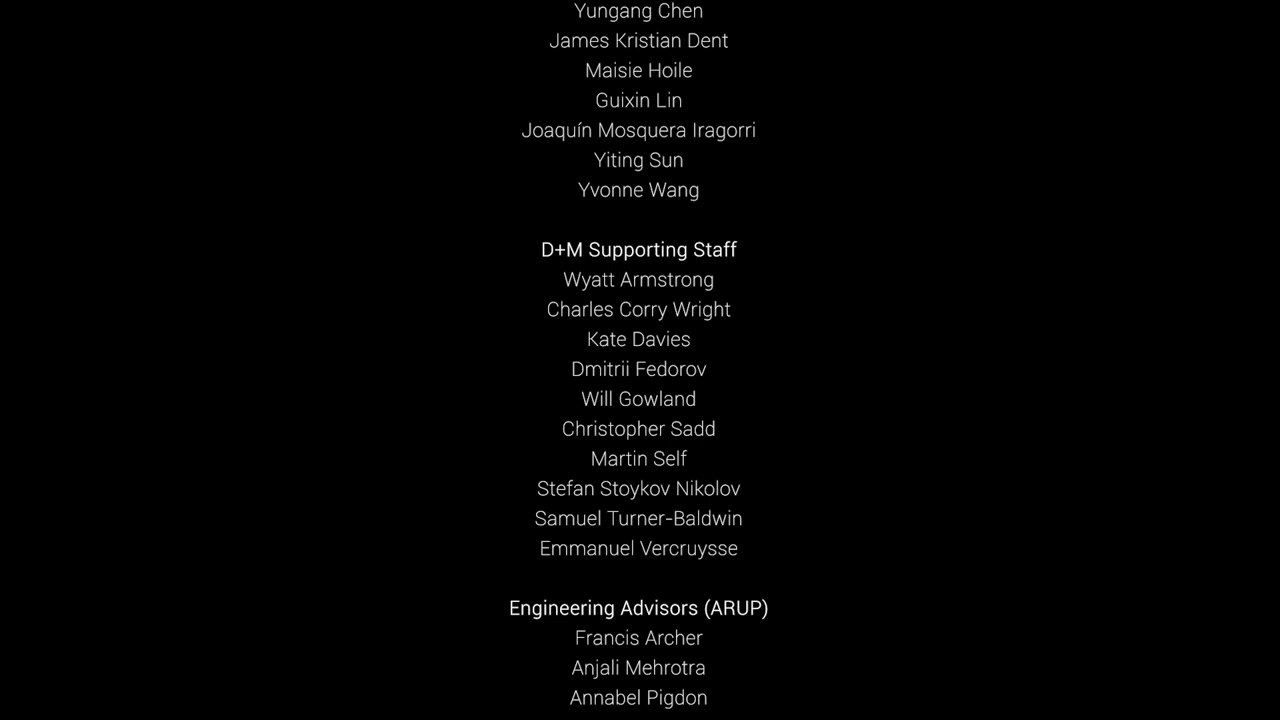 Yungang Chen
James Kristian Dent
Maisie Hoile
Guixin Lin
Joaquín Mosquera Iragorri
Yiting Sun
Yvonne Wang
D+M Supporting Staff
Wyatt Armstrong
Charles Corry Wright
Kate Davies
Dmitrii Fedorov
Will Gowland
Christopher Sadd
Martin Self
Stefan Stoykov Nikolov
Samuel Turner-Baldwin
Emmanuel Vercruysse
Engineering Advisors (ARUP)
Francis Archer
Anjali Mehrotra
Annabel Pigdon